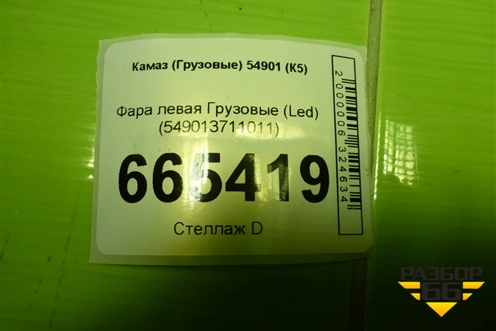 Камаз (Грузовые) 54901 (К5)
Фара левая Грузовые (Led)
(549013711011)
665419
Стеллаж D
2000006324634
РАЗБОР
66